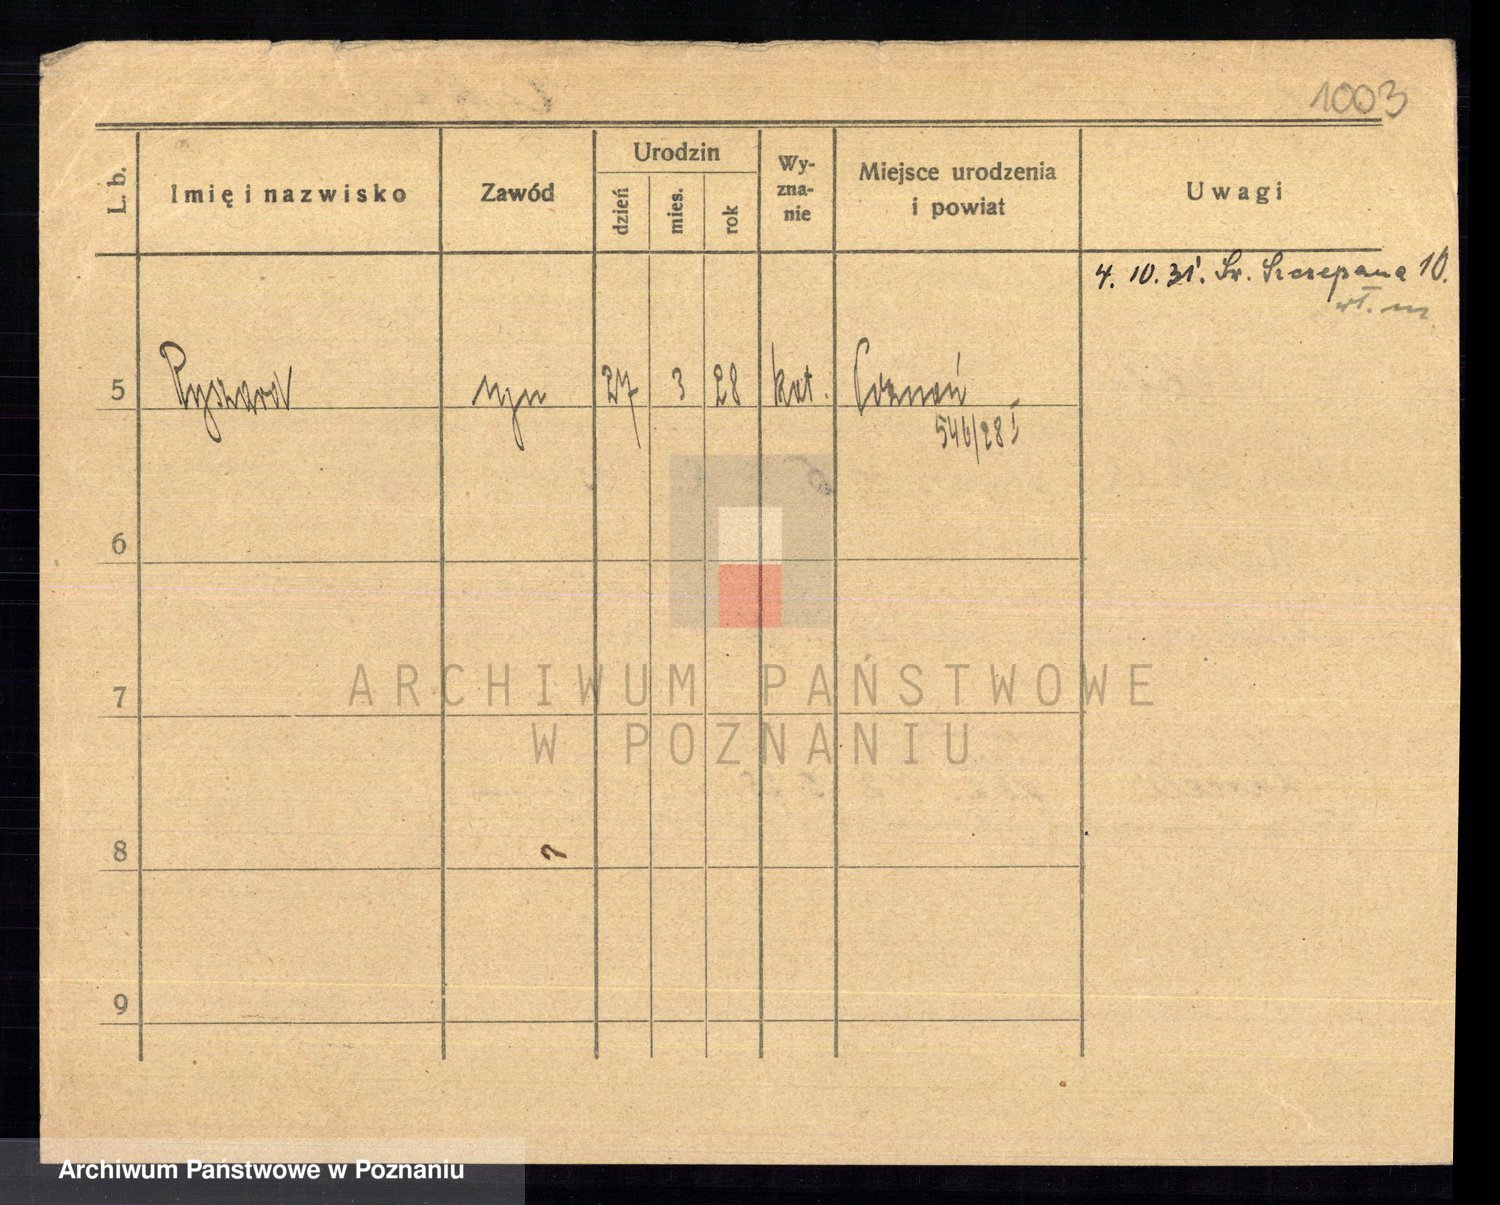 1003
L. b.
Imię i nazwisko
Zawód
Urodzin
dzień
mies.
rok
Wy-
zna-
nie
Miejsce urodzenia
i powiat
Uwagi
4. 10. 31. Św. Szczepana 10.
wł. m.
5 Ryszard syn 27 3 28 kat. Poznań
546/28 I
6
7
8
9
ARCHIWUM PAŃSTWOWE
W POZNANIU
Archiwum Państwowe w Poznaniu